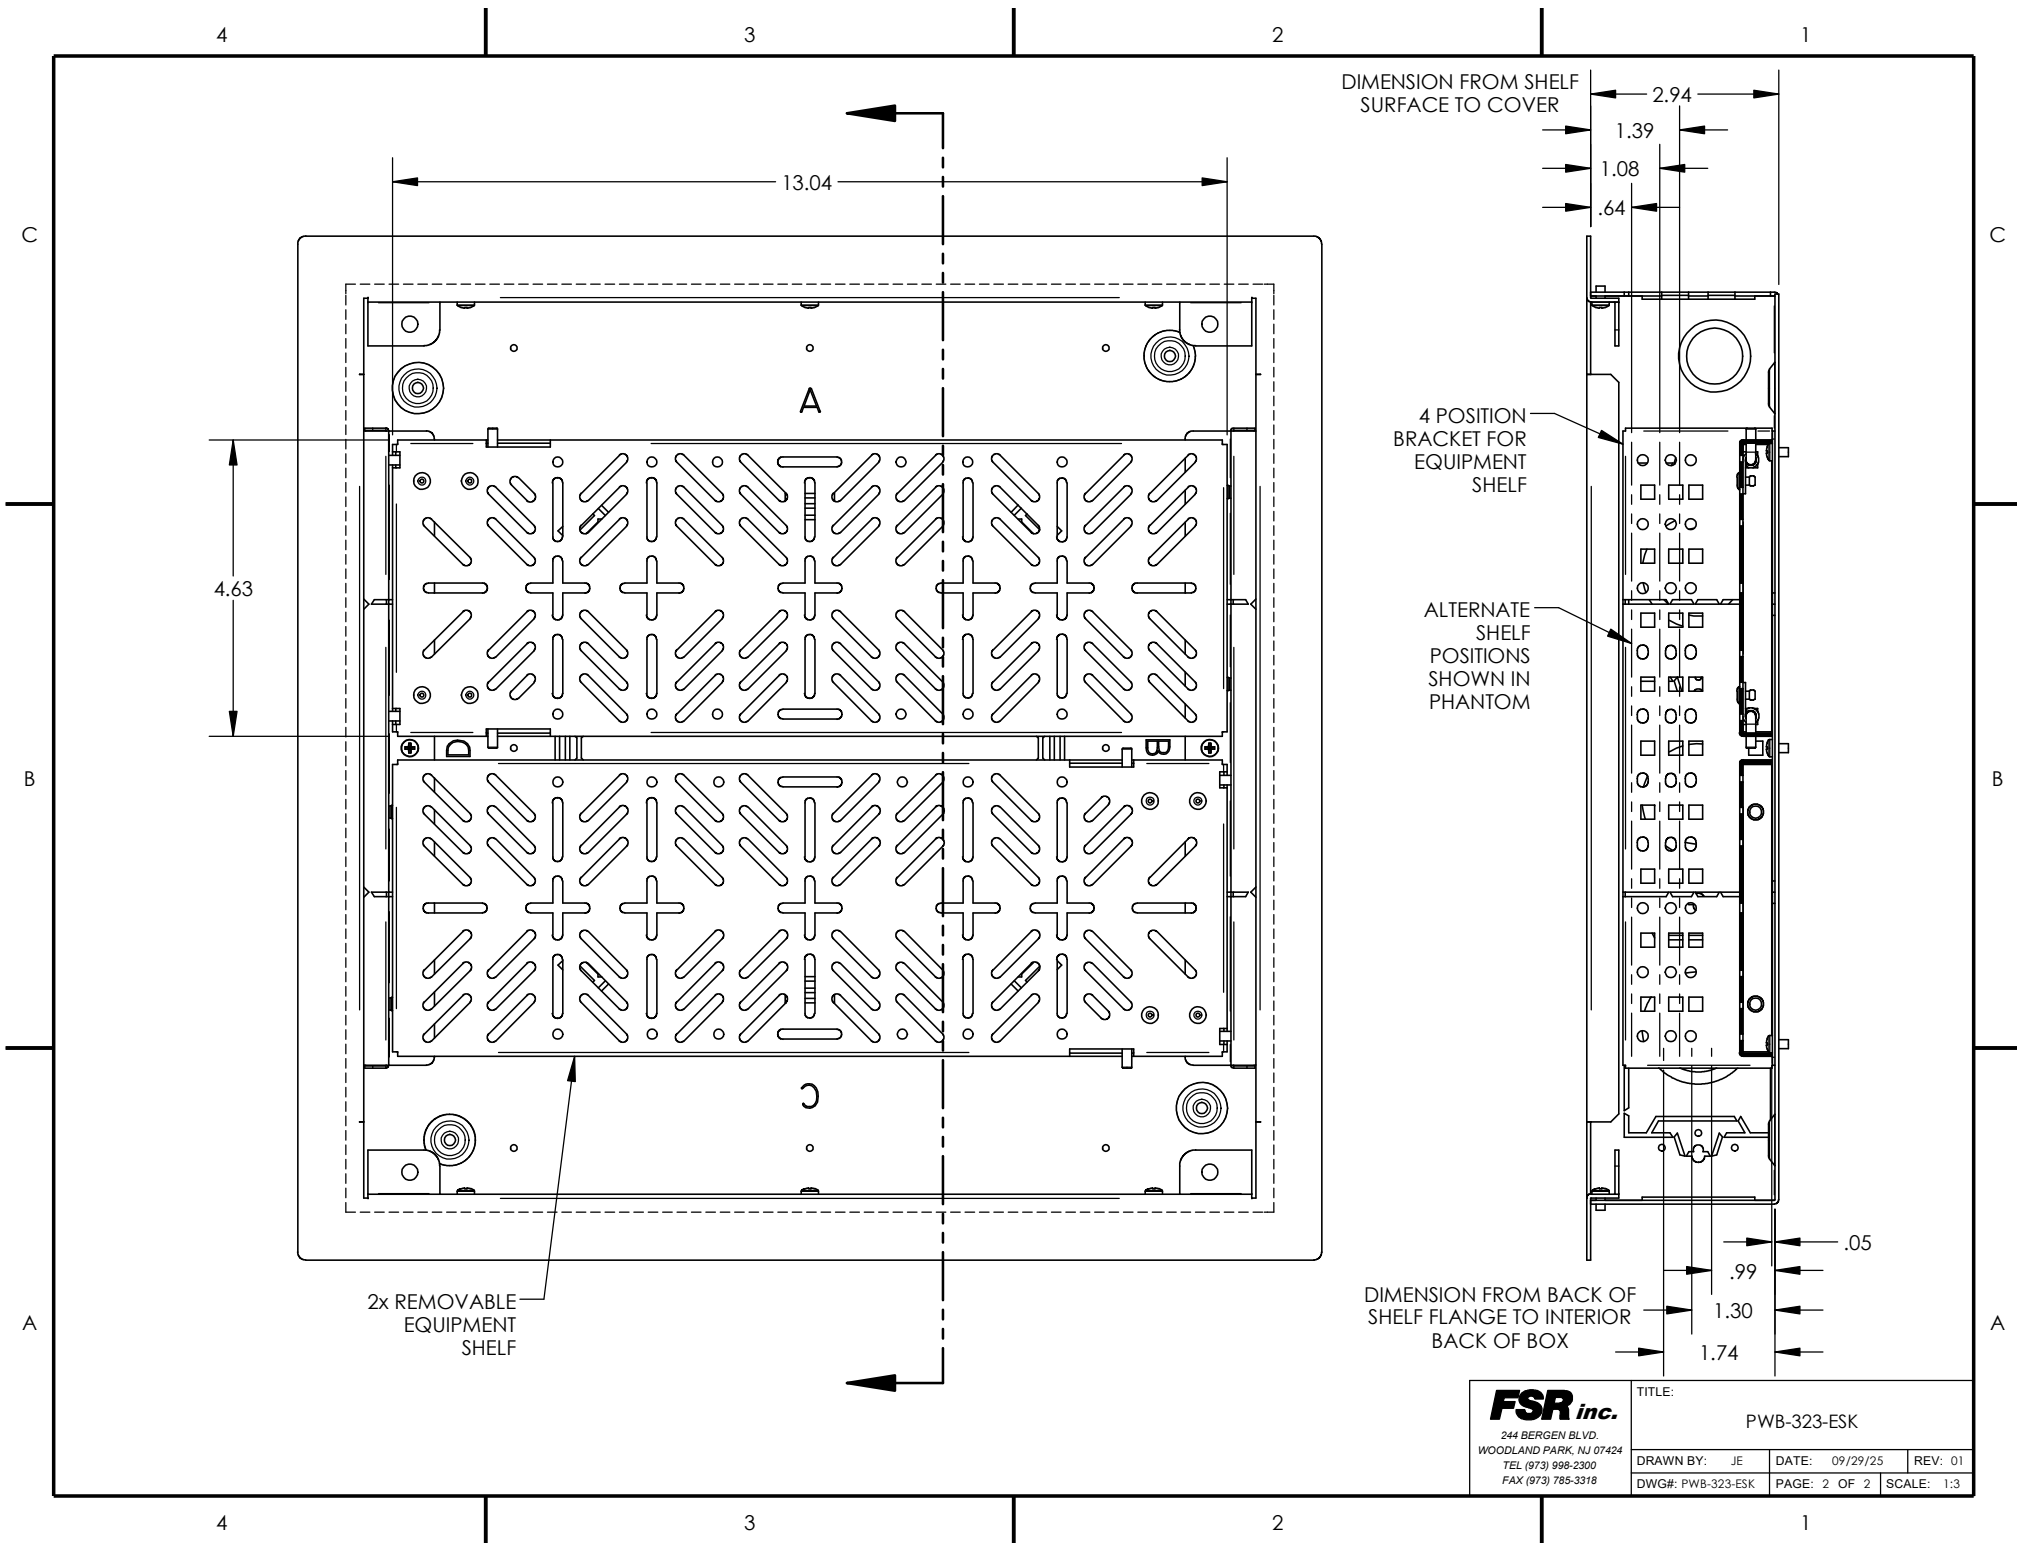 4
3
2
1
C
C
B
B
A
A
DIMENSION FROM SHELF
SURFACE TO COVER
2.94
1.39
1.08
.64
13.04
4.63
A
D
B
C
4 POSITION
BRACKET FOR
EQUIPMENT
SHELF
ALTERNATE
SHELF
POSITIONS
SHOWN IN
PHANTOM
2x REMOVABLE
EQUIPMENT
SHELF
.05
.99
1.30
1.74
DIMENSION FROM BACK OF
SHELF FLANGE TO INTERIOR
BACK OF BOX
FSR inc.
244 BERGEN BLVD.
WOODLAND PARK, NJ 07424
TEL (973) 998-2300
FAX (973) 785-3318
TITLE:
PWB-323-ESK
DRAWN BY: JE
DATE: 09/29/25
REV: 01
DWG#: PWB-323-ESK
PAGE: 2 OF 2
SCALE: 1:3
4
3
2
1